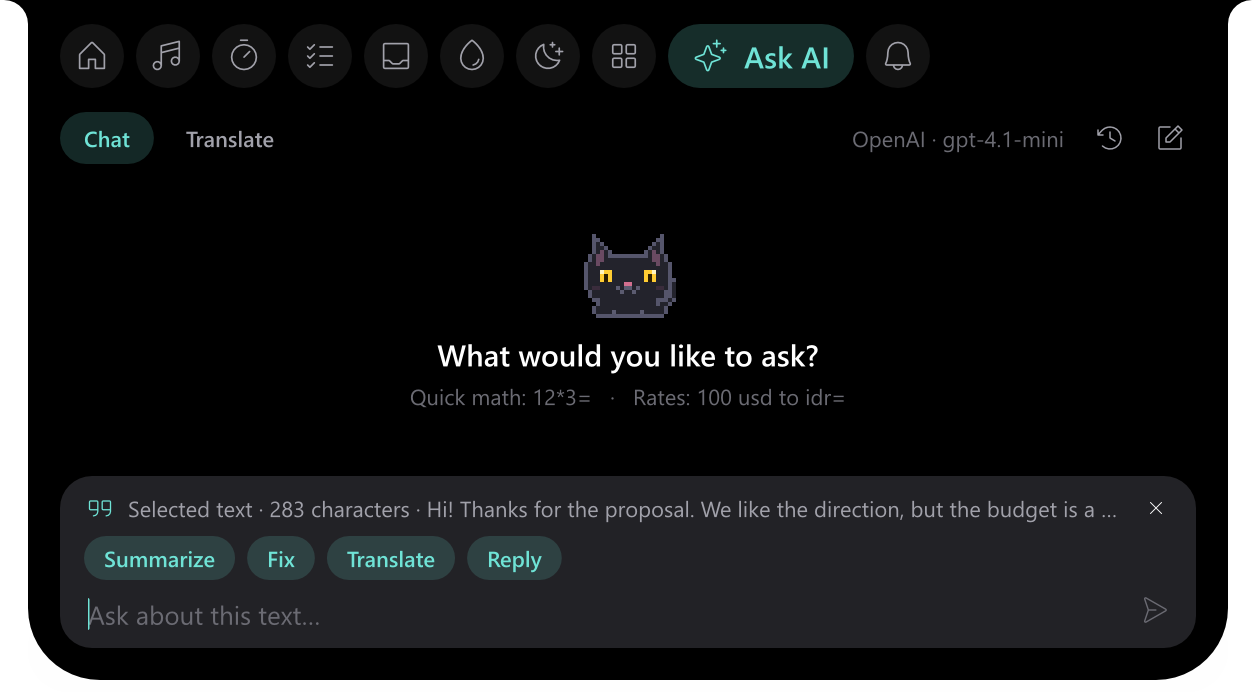 Ask AI
Chat Translate OpenAI · gpt-4.1-mini
What would you like to ask?
Quick math: 12*3= · Rates: 100 usd to idr=
Selected text · 283 characters · Hi! Thanks for the proposal. We like the direction, but the budget is a ...
Summarize Fix Translate Reply
Ask about this text...